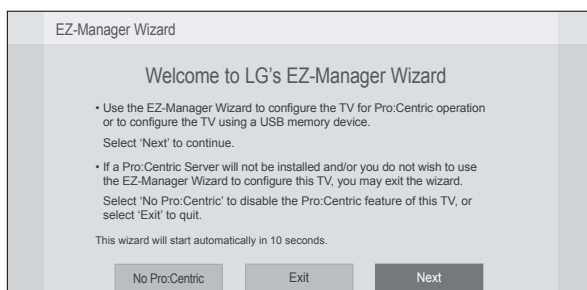 EZ-Manager Wizard
Welcome to LG's EZ-Manager Wizard
• Use the EZ-Manager Wizard to configure the TV for Pro:Centric operation
or to configure the TV using a USB memory device.
Select 'Next' to continue.
• If a Pro:Centric Server will not be installed and/or you do not wish to use
the EZ-Manager Wizard to configure this TV, you may exit the wizard.
Select 'No Pro:Centric' to disable the Pro:Centric feature of this TV, or
select 'Exit' to quit.
This wizard will start automatically in 10 seconds.
No Pro:Centric Exit Next